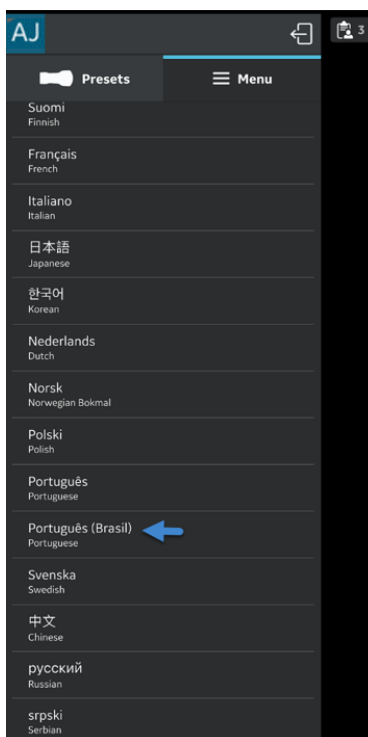 AJ
3
Presets
Menu
Suomi
Finnish
Français
French
Italiano
Italian
日本語
Japanese
한국어
Korean
Nederlands
Dutch
Norsk
Norwegian Bokmal
Polski
Polish
Português
Portuguese
Português (Brasil)
Portuguese
Svenska
Swedish
中文
Chinese
русский
Russian
srpski
Serbian